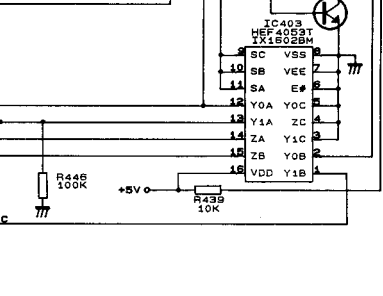 IC403
HEF4053T
IX1602BM
9 SC VSS 8
10 SB VEE 7
11 SA E# 6
12 Y0A Y0C 5
13 Y1A ZC 4
14 ZA Y1C 3
15 ZB Y0B 2
16 VDD Y1B 1
R446
100K
+5V
R439
10K
C